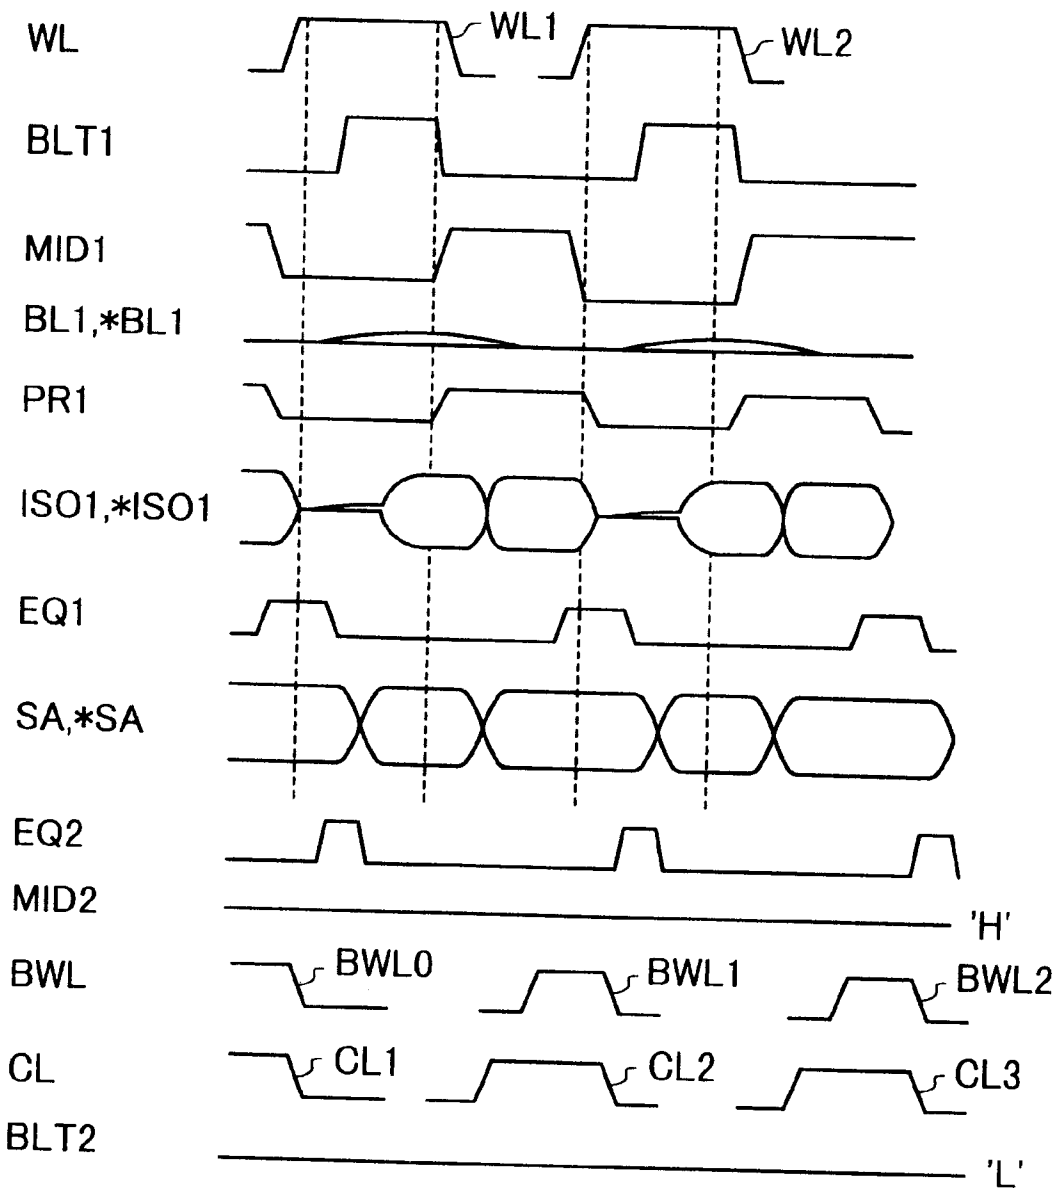 WL WL1 WL2
BLT1
MID1
BL1,*BL1
PR1
ISO1,*ISO1
EQ1
SA,*SA
EQ2
MID2 'H'
BWL BWL0 BWL1 BWL2
CL CL1 CL2 CL3
BLT2 'L'